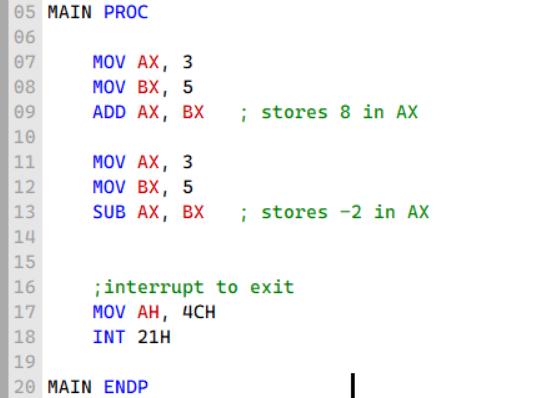 05 MAIN PROC
06
07 MOV AX, 3
08 MOV BX, 5
09 ADD AX, BX ; stores 8 in AX
10
11 MOV AX, 3
12 MOV BX, 5
13 SUB AX, BX ; stores -2 in AX
14
15
16 ;interrupt to exit
17 MOV AH, 4CH
18 INT 21H
19
20 MAIN ENDP